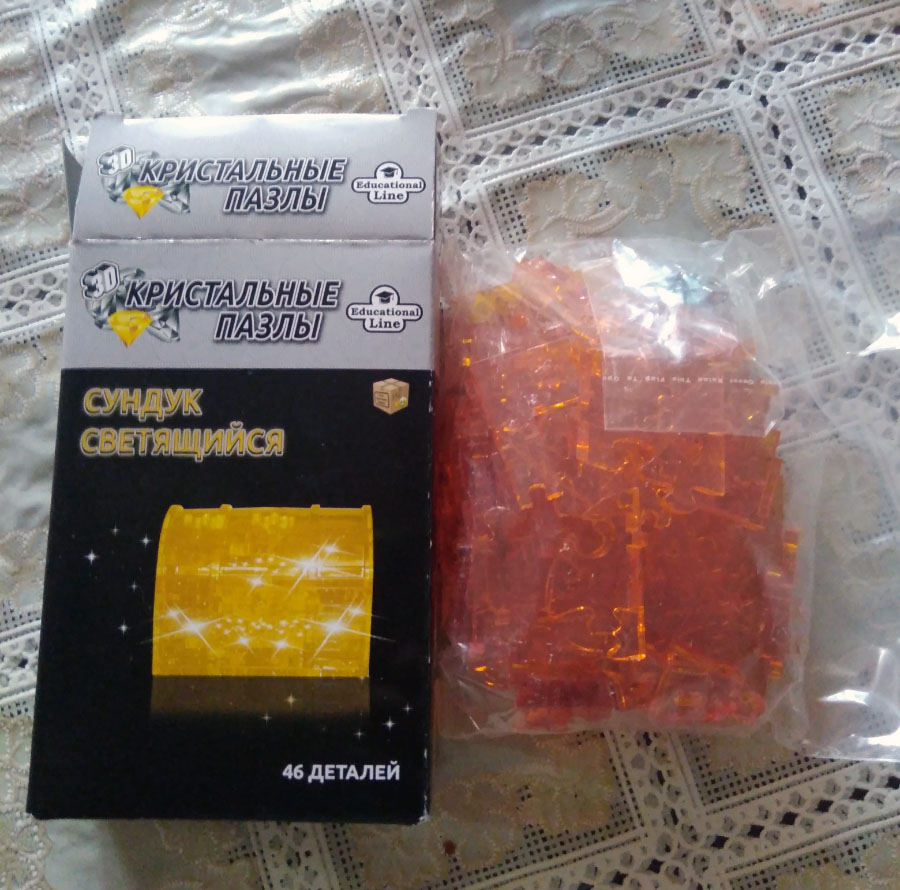 3D КРИСТАЛЬНЫЕ
ПАЗЛЫ
Educational
Line
3D КРИСТАЛЬНЫЕ
ПАЗЛЫ
Educational
Line
СУНДУК
СВЕТЯЩИЙСЯ
46 ДЕТАЛЕЙ